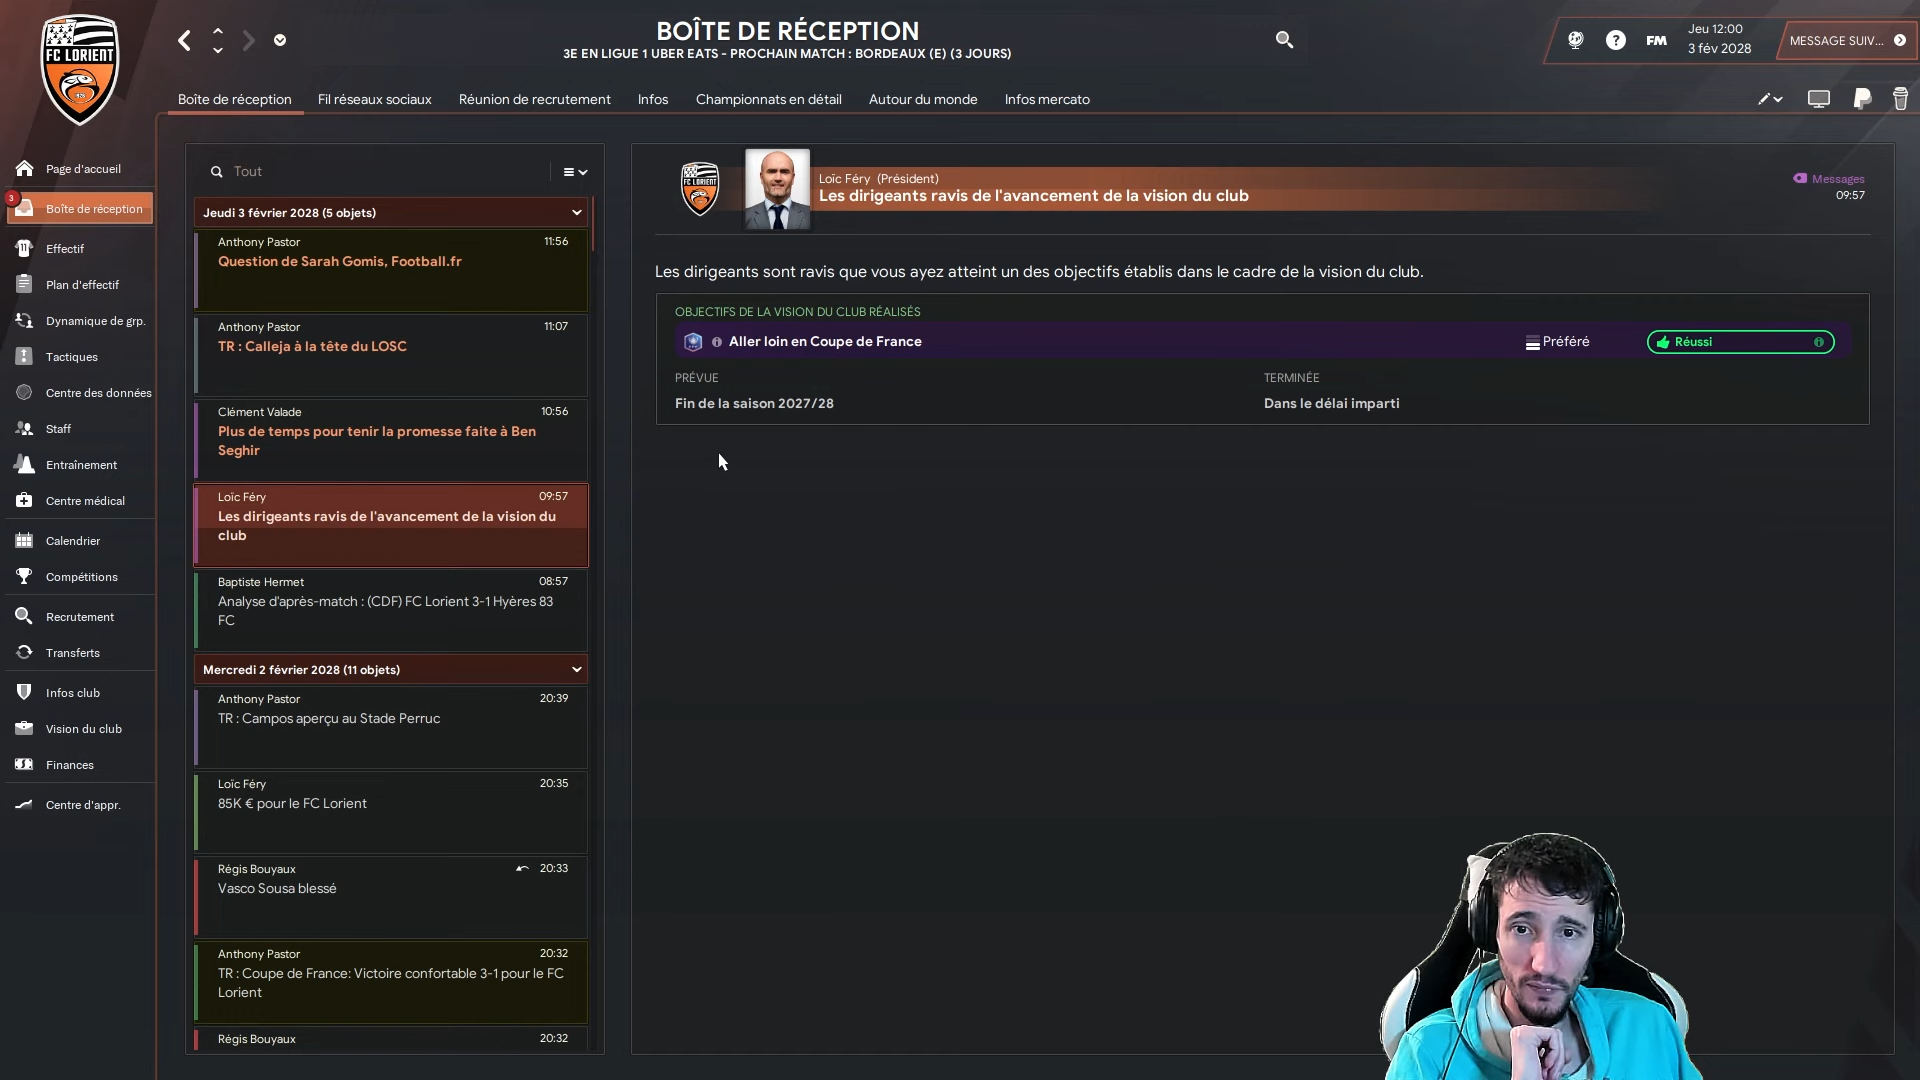 FC LORIENT
BOÎTE DE RÉCEPTION
3E EN LIGUE 1 UBER EATS - PROCHAIN MATCH : BORDEAUX (E) (3 JOURS)
FM
Jeu 12:00
3 fév 2028
MESSAGE SUIV...
Boîte de réception
Fil réseaux sociaux
Réunion de recrutement
Infos
Championnats en détail
Autour du monde
Infos mercato
Page d'accueil
3
Boîte de réception
Effectif
Plan d'effectif
Dynamique de grp.
Tactiques
Centre des données
Staff
Entraînement
Centre médical
Calendrier
Compétitions
Recrutement
Transferts
Infos club
Vision du club
Finances
Centre d'appr.
Tout
Jeudi 3 février 2028 (5 objets)
Anthony Pastor 11:56
Question de Sarah Gomis, Football.fr
Anthony Pastor 11:07
TR : Calleja à la tête du LOSC
Clément Valade 10:56
Plus de temps pour tenir la promesse faite à Ben
Seghir
Loïc Féry 09:57
Les dirigeants ravis de l'avancement de la vision du
club
Baptiste Hermet 08:57
Analyse d'après-match : (CDF) FC Lorient 3-1 Hyères 83
FC
Mercredi 2 février 2028 (11 objets)
Anthony Pastor 20:39
TR : Campos aperçu au Stade Perruc
Loïc Féry 20:35
85K € pour le FC Lorient
Régis Bouyaux 20:33
Vasco Sousa blessé
Anthony Pastor 20:32
TR : Coupe de France: Victoire confortable 3-1 pour le FC
Lorient
Régis Bouyaux 20:32
FC LORIENT
Loïc Féry (Président)
Les dirigeants ravis de l'avancement de la vision du club
Messages
09:57
Les dirigeants sont ravis que vous ayez atteint un des objectifs établis dans le cadre de la vision du club.
OBJECTIFS DE LA VISION DU CLUB RÉALISÉS
Aller loin en Coupe de France
Préféré
Réussi
PRÉVUE
TERMINÉE
Fin de la saison 2027/28
Dans le délai imparti